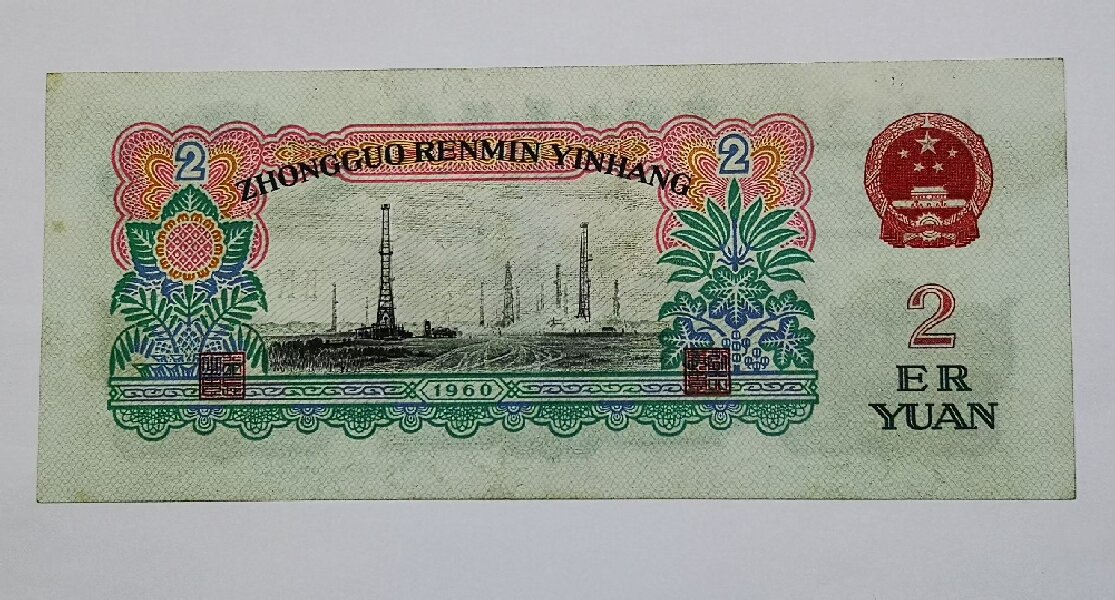 ZHONGGUO RENMIN YINHANG
2
2
1960
2
ER
YUAN